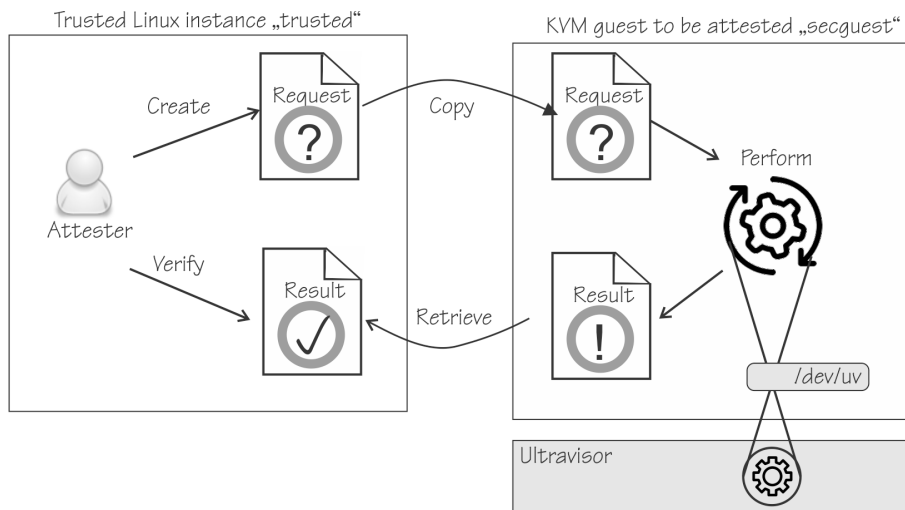 Trusted Linux instance „trusted“
KVM guest to be attested „secguest“
Create
Request
?
Copy
Request
?
Perform
Attester
Verify
Result
✓
Retrieve
Result
!
/dev/uv
Ultravisor